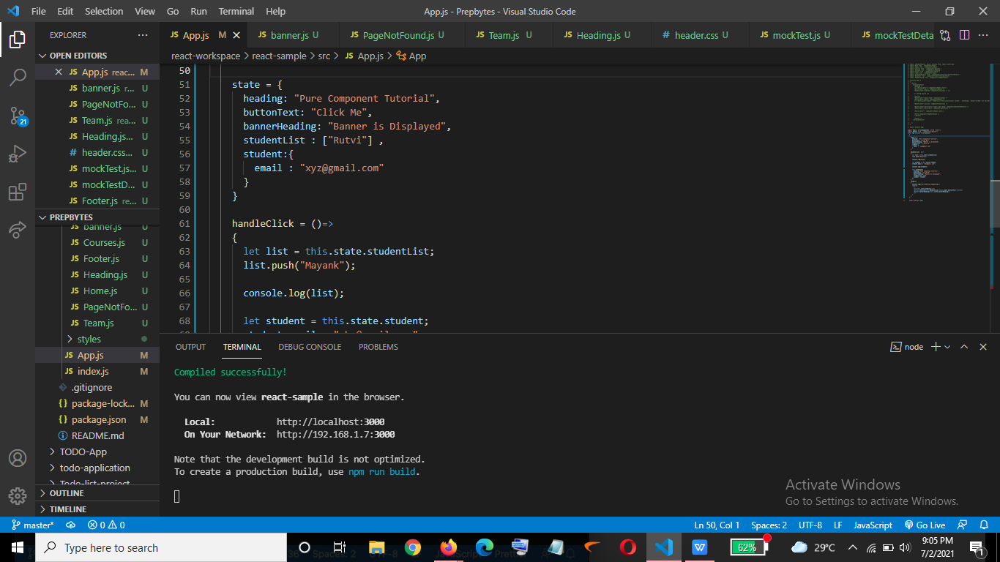 File Edit Selection View Go Run Terminal Help App.js - Prepbytes - Visual Studio Code
EXPLORER
App.js M banner.js U PageNotFound.js U Team.js U Heading.js U header.css U mockTest.js U mockTestDeta
react-workspace > react-sample > src > JS App.js > App
OPEN EDITORS
JS App.js reac... M
JS banner.js r... U
JS PageNotFo... U
JS Team.js rea... U
JS Heading.js... U
# header.css... U
JS mockTest.js... U
JS mockTestD... U
JS Footer.js re... U
PREPBYTES
JS banner.js U
JS Courses.js U
JS Footer.js U
JS Heading.js U
JS Home.js U
JS PageNotFo... U
JS Team.js U
styles
JS App.js M
JS index.js M
.gitignore
{} package-lock... M
{} package.json M
README.md
TODO-App
todo-application
Todo-list-project
OUTLINE
TIMELINE
21
50
51 state = {
52 heading: "Pure Component Tutorial",
53 buttonText: "Click Me",
54 bannerHeading: "Banner is Displayed",
55 studentList : ["Rutvi"] ,
56 student:{
57 email : "xyz@gmail.com"
58 }
59 }
60
61 handleClick = ()=>
62 {
63 let list = this.state.studentList;
64 list.push("Mayank");
65
66 console.log(list);
67
68 let student = this.state.student;
OUTPUT TERMINAL DEBUG CONSOLE PROBLEMS node
Compiled successfully!
You can now view react-sample in the browser.
Local: http://localhost:3000
On Your Network: http://192.168.1.7:3000
Note that the development build is not optimized.
To create a production build, use npm run build.
Activate Windows
Go to Settings to activate Windows.
master* 0 0 Ln 50, Col 1 Spaces: 2 UTF-8 LF JavaScript Go Live
Type here to search 62% 29°C 9:05 PM
7/2/2021
1